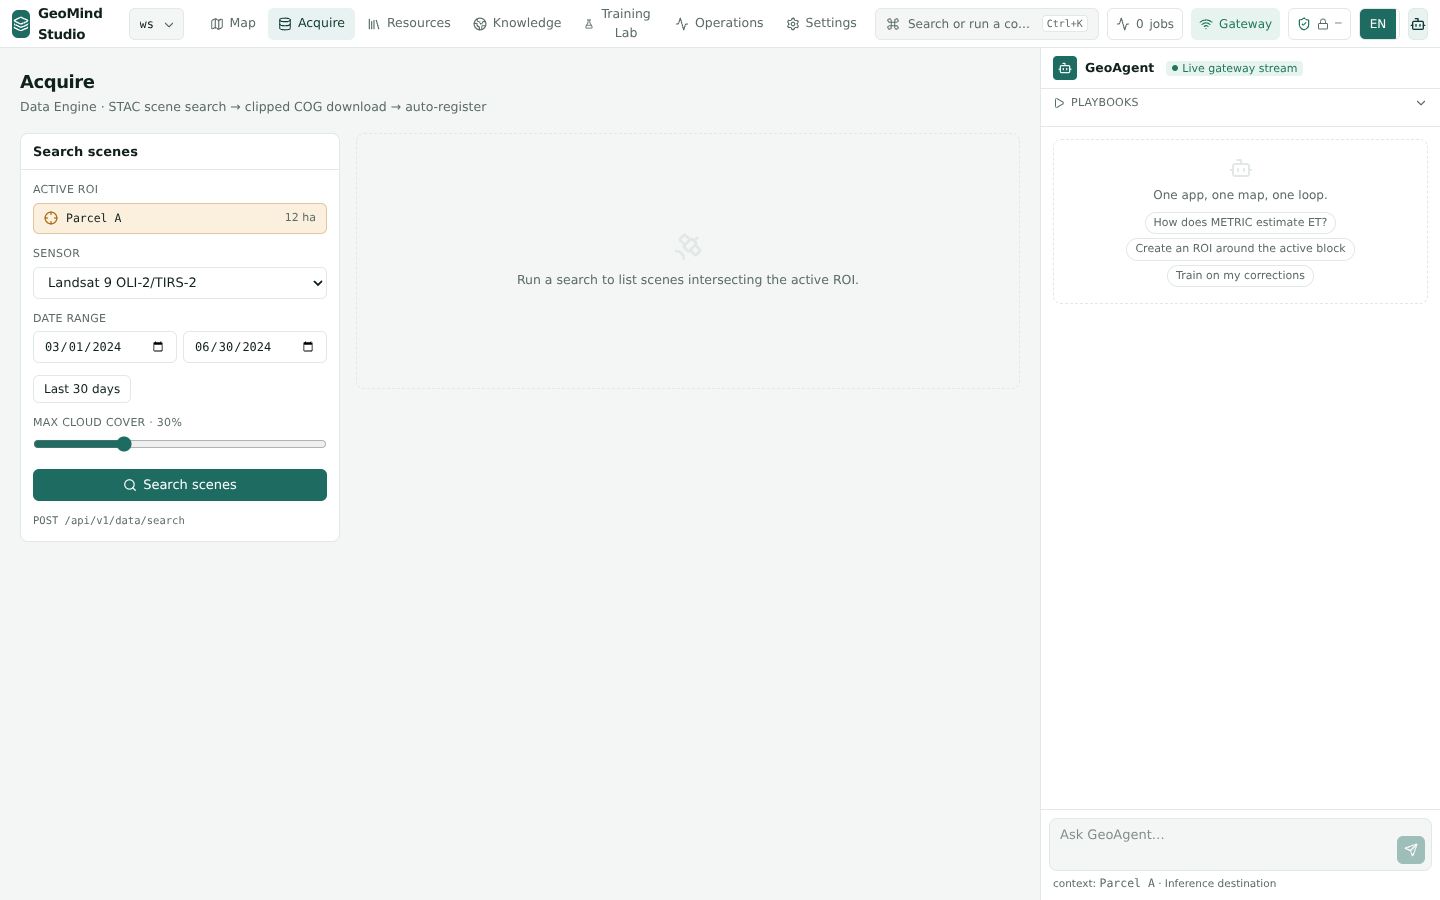 GeoMind Studio
ws
Map
Acquire
Resources
Knowledge
Training Lab
Operations
Settings
Search or run a co...
Ctrl+K
0 jobs
Gateway
–
EN
Acquire
Data Engine · STAC scene search → clipped COG download → auto-register
Search scenes
ACTIVE ROI
Parcel A
12 ha
SENSOR
Landsat 9 OLI-2/TIRS-2
DATE RANGE
03/01/2024
06/30/2024
Last 30 days
MAX CLOUD COVER · 30%
Search scenes
POST /api/v1/data/search
Run a search to list scenes intersecting the active ROI.
GeoAgent
Live gateway stream
PLAYBOOKS
One app, one map, one loop.
How does METRIC estimate ET?
Create an ROI around the active block
Train on my corrections
Ask GeoAgent...
context: Parcel A · Inference destination